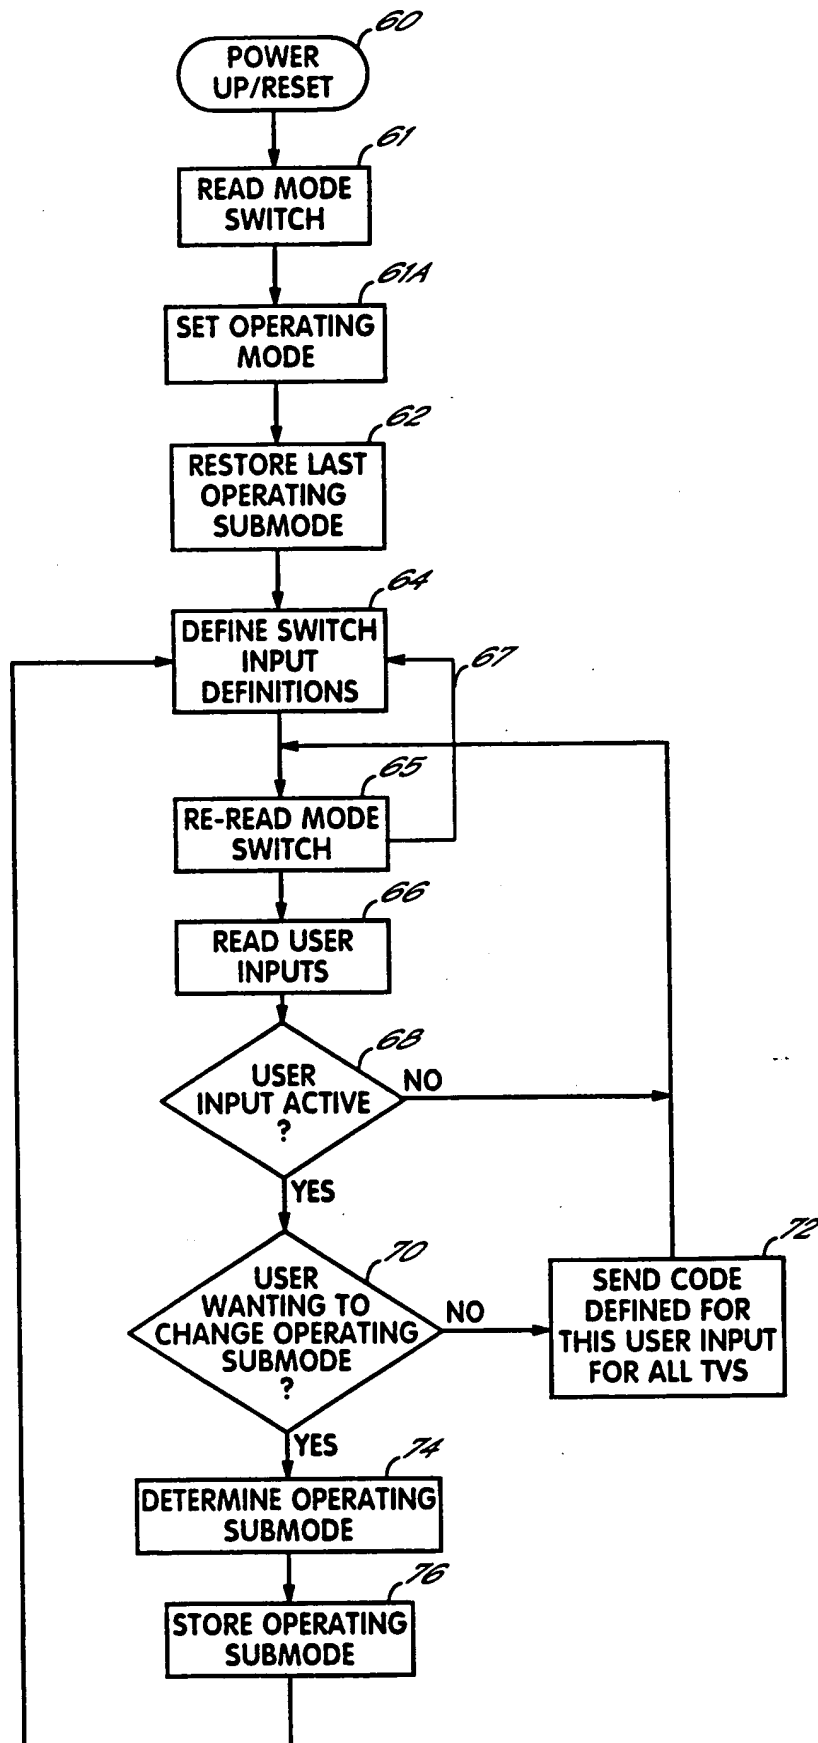 60
POWER
UP/RESET
61
READ MODE
SWITCH
61A
SET OPERATING
MODE
62
RESTORE LAST
OPERATING
SUBMODE
64
DEFINE SWITCH
INPUT
DEFINITIONS
67
65
RE-READ MODE
SWITCH
66
READ USER
INPUTS
68
USER
INPUT ACTIVE
?
NO
YES
70
USER
WANTING TO
CHANGE OPERATING
SUBMODE
?
NO
72
SEND CODE
DEFINED FOR
THIS USER INPUT
FOR ALL TVS
YES
74
DETERMINE OPERATING
SUBMODE
76
STORE OPERATING
SUBMODE